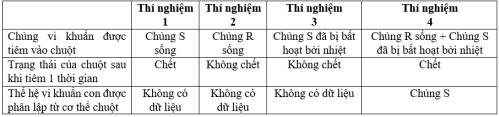 Thí nghiệm 1 Thí nghiệm 2 Thí nghiệm 3 Thí nghiệm 4
Chủng vi khuẩn được tiêm vào chuột Chủng S sống Chủng R sống Chủng S đã bị bất hoạt bởi nhiệt Chủng R sống + Chủng S đã bị bất hoạt bởi nhiệt
Trạng thái của chuột sau khi tiêm 1 thời gian Chết Không chết Không chết Chết
Thế hệ vi khuẩn con được phân lập từ cơ thể chuột Không có dữ liệu Không có dữ liệu Không có dữ liệu Chủng S